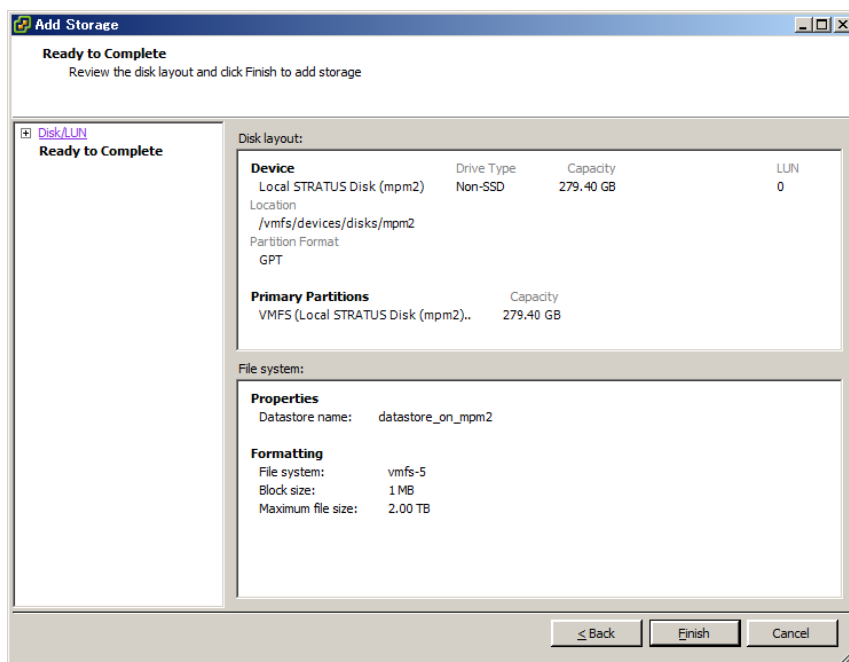 Add Storage
Ready to Complete
Review the disk layout and click Finish to add storage
Disk/LUN
Ready to Complete
Disk layout:
Device Drive Type Capacity LUN
Local STRATUS Disk (mpm2) Non-SSD 279.40 GB 0
Location
/vmfs/devices/disks/mpm2
Partition Format
GPT
Primary Partitions Capacity
VMFS (Local STRATUS Disk (mpm2).. 279.40 GB
File system:
Properties
Datastore name: datastore_on_mpm2
Formatting
File system: vmfs-5
Block size: 1 MB
Maximum file size: 2.00 TB
< Back Finish Cancel